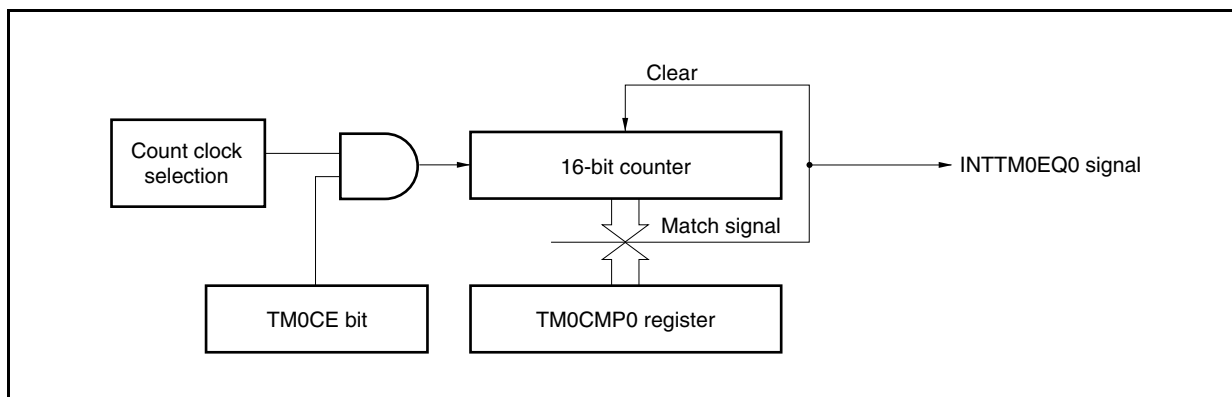 Clear
Count clock
selection
16-bit counter
INTTM0EQ0 signal
Match signal
TM0CE bit
TM0CMP0 register